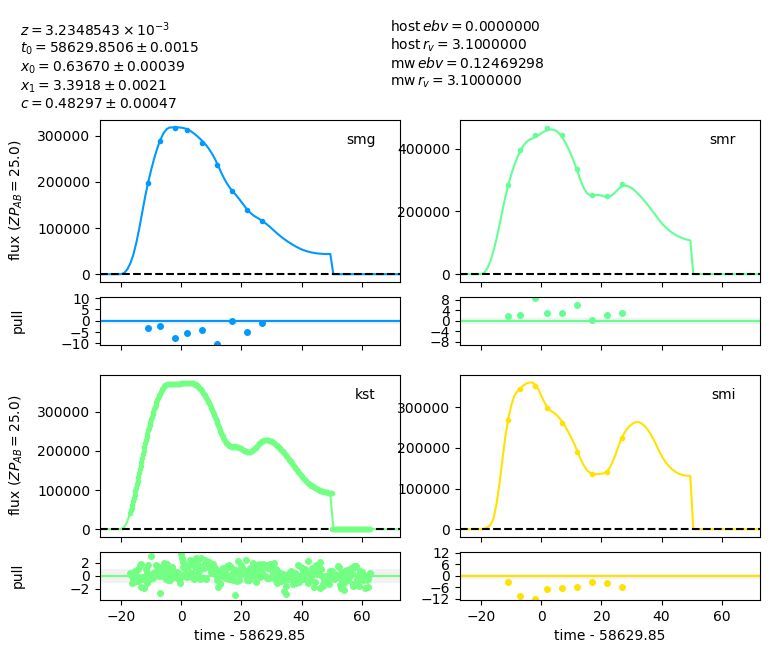 z = 3.2348543 × 10⁻³
t₀ = 58629.8506 ± 0.0015
x₀ = 0.63670 ± 0.00039
x₁ = 3.3918 ± 0.0021
c = 0.48297 ± 0.00047
host ebv = 0.0000000
host r_v = 3.1000000
mw ebv = 0.12469298
mw r_v = 3.1000000
flux (ZP_AB = 25.0)
300000
200000
100000
0
smg
400000
200000
0
smr
pull
10
5
0
−5
−10
8
4
0
−4
−8
flux (ZP_AB = 25.0)
300000
200000
100000
0
kst
300000
200000
100000
0
smi
pull
2
0
−2
12
6
0
−6
−12
−20 0 20 40 60
−20 0 20 40 60
time - 58629.85
time - 58629.85